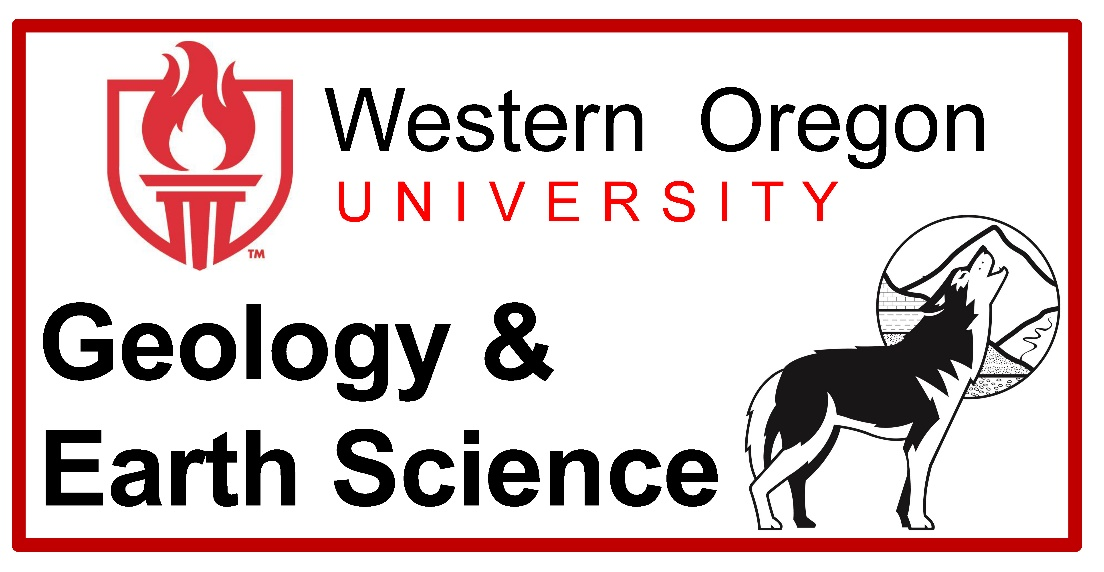 Western Oregon
UNIVERSITY
TM
Geology &
Earth Science